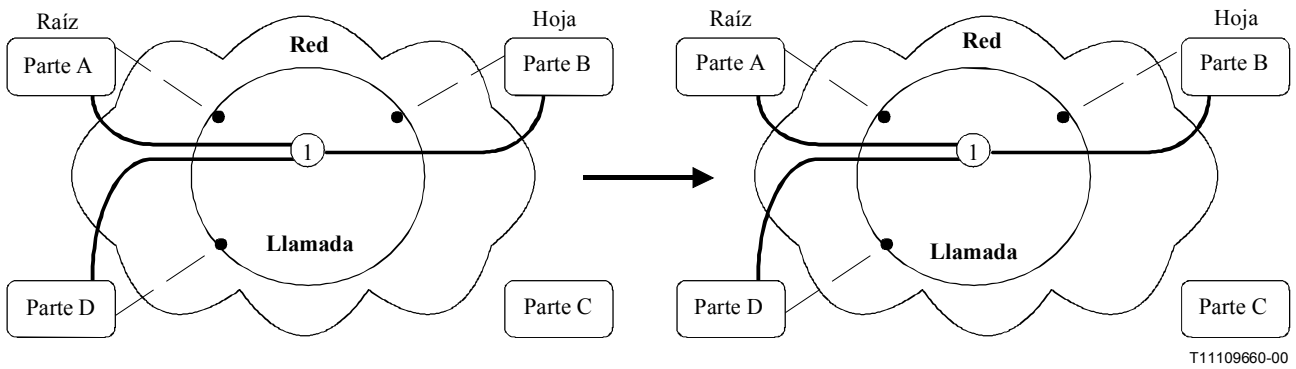 Raíz
Hoja
Red
Parte A
Parte B
1
Llamada
Parte D
Parte C
Raíz
Hoja
Red
Parte A
Parte B
1
Llamada
Parte D
Parte C
T11109660-00